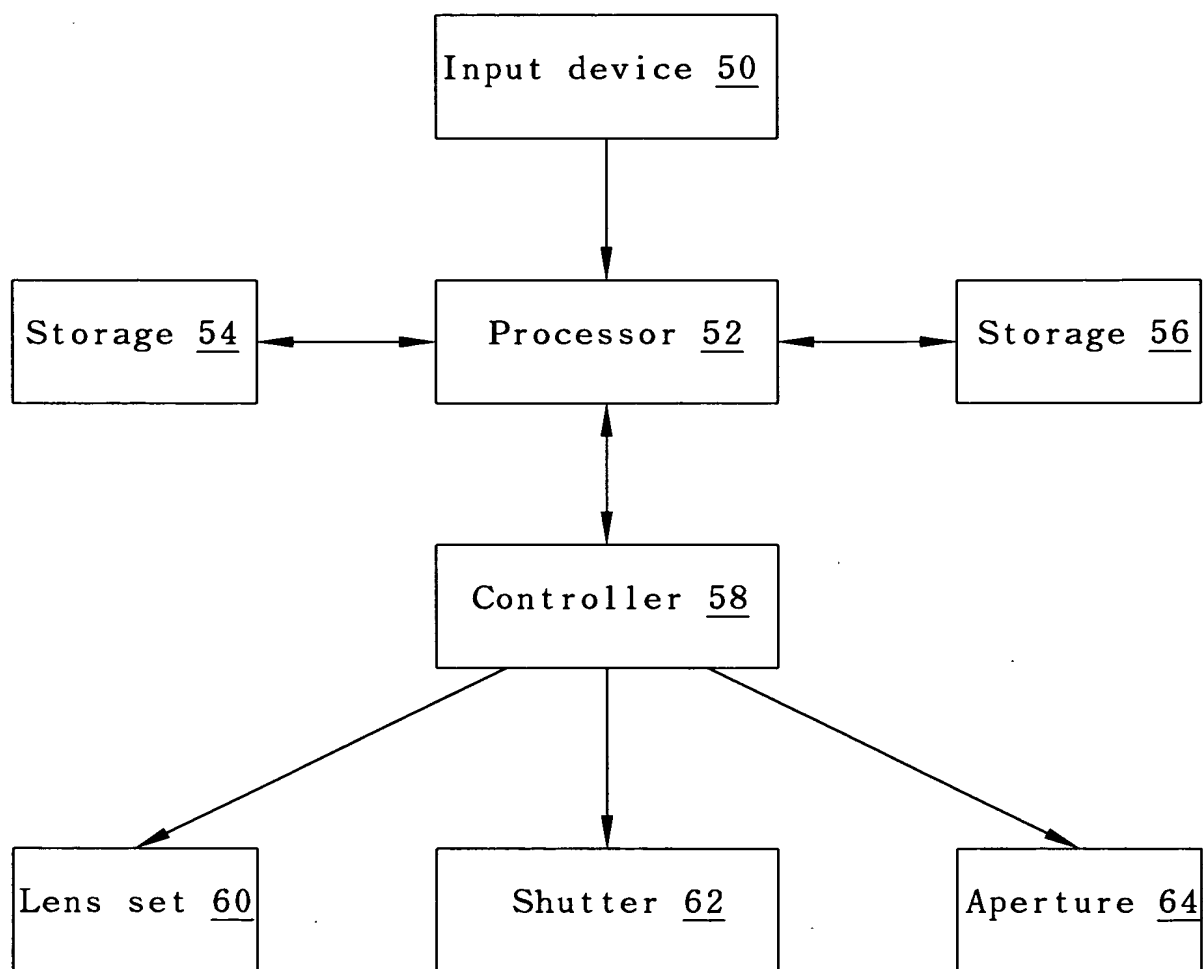 Input device 50
Storage 54
Processor 52
Storage 56
Controller 58
Lens set 60
Shutter 62
Aperture 64